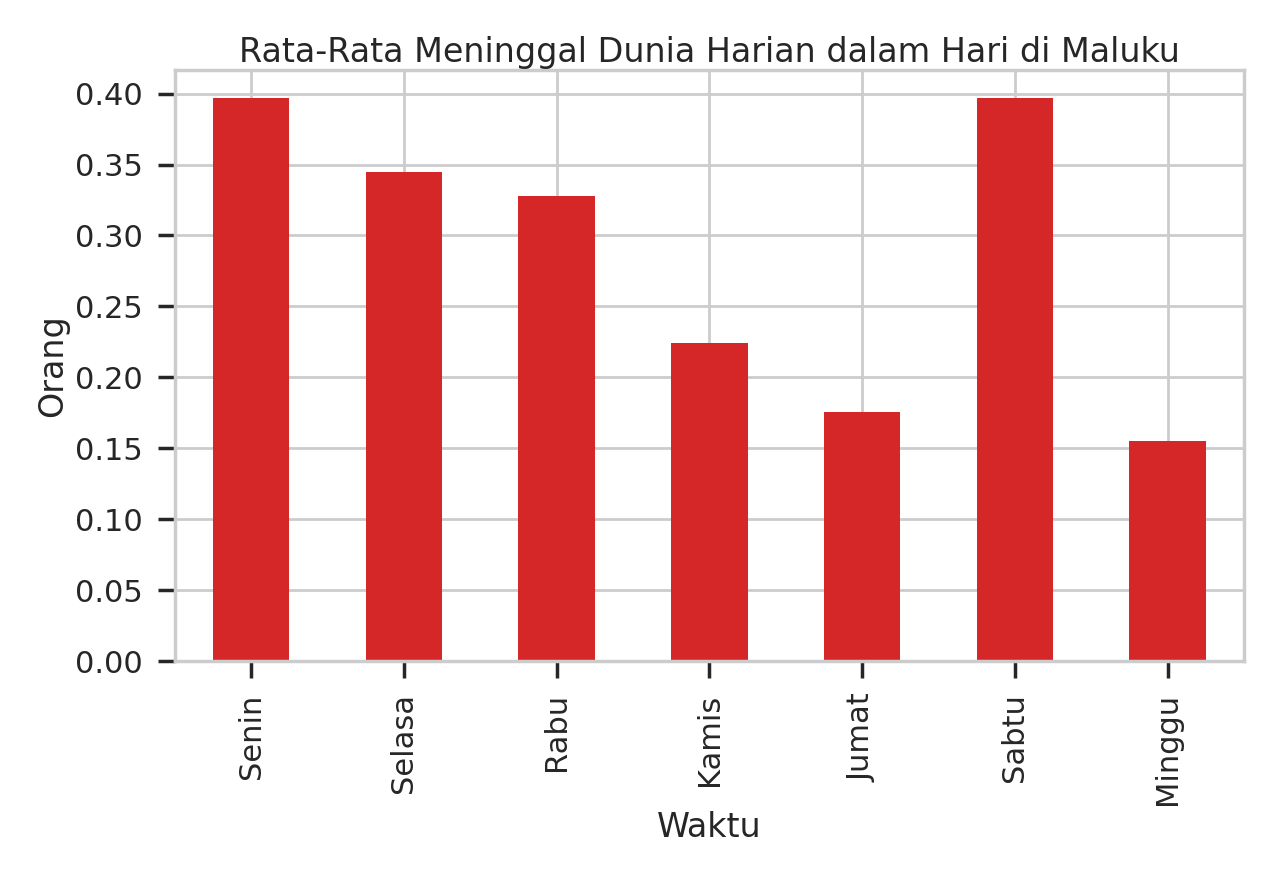 Rata-Rata Meninggal Dunia Harian dalam Hari di Maluku
Orang
0.40
0.35
0.30
0.25
0.20
0.15
0.10
0.05
0.00
Senin
Selasa
Rabu
Kamis
Jumat
Sabtu
Minggu
Waktu